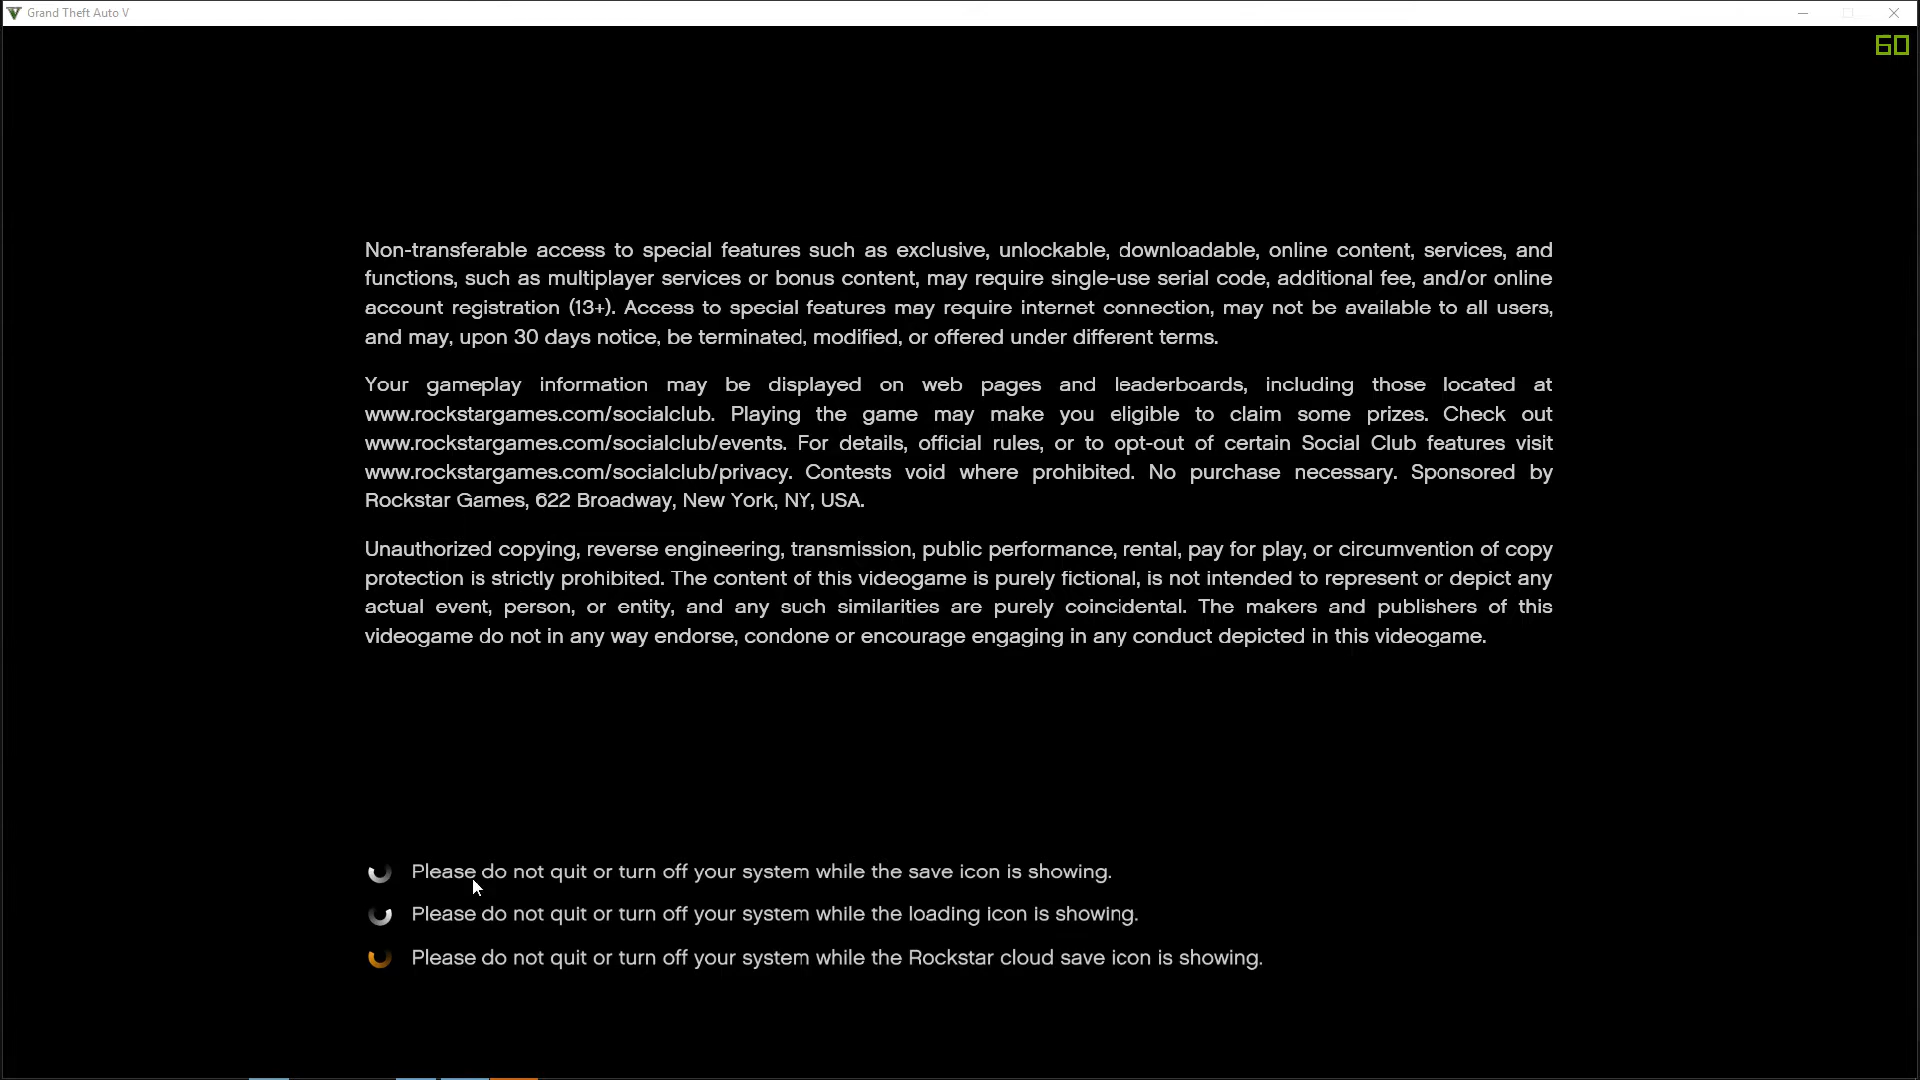 Grand Theft Auto V
60
Non-transferable access to special features such as exclusive, unlockable, downloadable, online content, services, and
functions, such as multiplayer services or bonus content, may require single-use serial code, additional fee, and/or online
account registration (13+). Access to special features may require internet connection, may not be available to all users,
and may, upon 30 days notice, be terminated, modified, or offered under different terms.
Your gameplay information may be displayed on web pages and leaderboards, including those located at
www.rockstargames.com/socialclub. Playing the game may make you eligible to claim some prizes. Check out
www.rockstargames.com/socialclub/events. For details, official rules, or to opt-out of certain Social Club features visit
www.rockstargames.com/socialclub/privacy. Contests void where prohibited. No purchase necessary. Sponsored by
Rockstar Games, 622 Broadway, New York, NY, USA.
Unauthorized copying, reverse engineering, transmission, public performance, rental, pay for play, or circumvention of copy
protection is strictly prohibited. The content of this videogame is purely fictional, is not intended to represent or depict any
actual event, person, or entity, and any such similarities are purely coincidental. The makers and publishers of this
videogame do not in any way endorse, condone or encourage engaging in any conduct depicted in this videogame.
Please do not quit or turn off your system while the save icon is showing.
Please do not quit or turn off your system while the loading icon is showing.
Please do not quit or turn off your system while the Rockstar cloud save icon is showing.